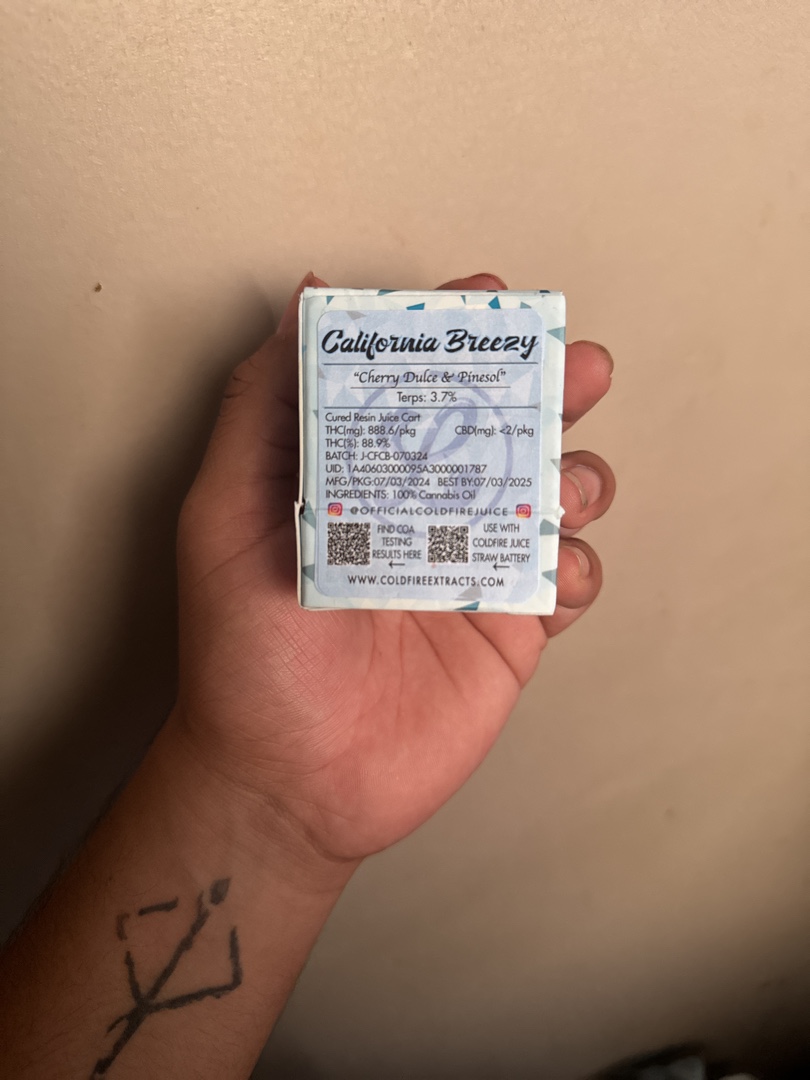 California Breezy
"Cherry Dulce & Pinesol"
Terps: 3.7%
Cured Resin Juice Cart
THC(mg): 888.6/pkg CBD(mg): <2/pkg
THC(%): 88.9%
BATCH: J-CFCB-070324
UID: 1A40603000095A3000001787
MFG/PKG:07/03/2024 BEST BY:07/03/2025
INGREDIENTS: 100% Cannabis Oil
@OFFICIALCOLDFIREJUICE
FIND COA
TESTING
RESULTS HERE
USE WITH
COLDFIRE JUICE
STRAW BATTERY
WWW.COLDFIREEXTRACTS.COM